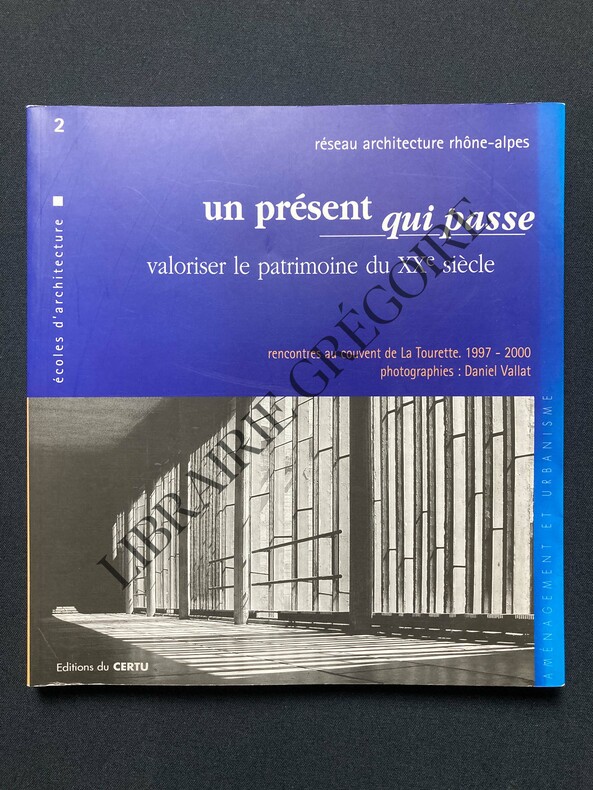 2
réseau architecture rhône-alpes
un présent qui passe
valoriser le patrimoine du XXe siècle
écoles d'architecture
rencontres au couvent de La Tourette. 1997 - 2000
photographies : Daniel Vallat
AMÉNAGEMENT ET URBANISME
Editions du CERTU
LIBRAIRIE GRÉGOIRE